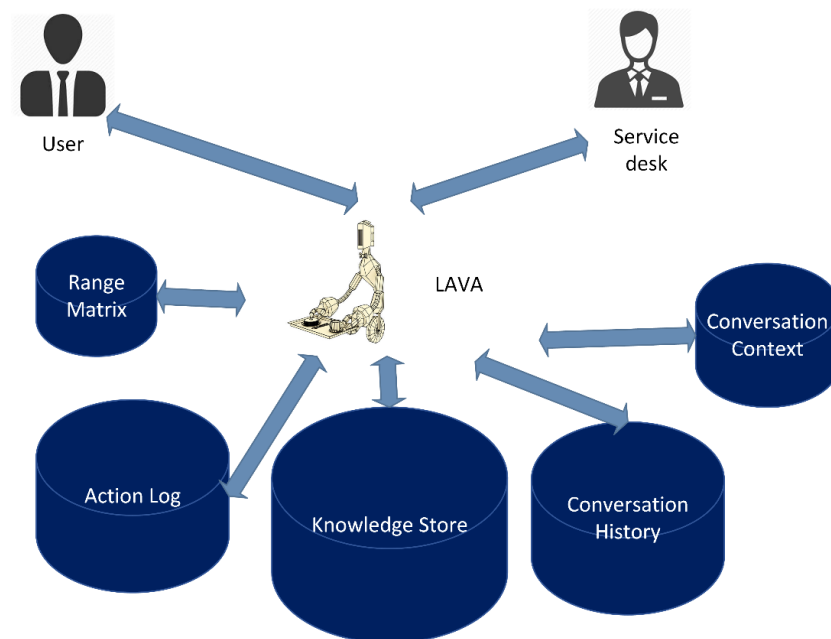 User
Service
desk
LAVA
Range
Matrix
Conversation
Context
Action Log
Knowledge Store
Conversation
History